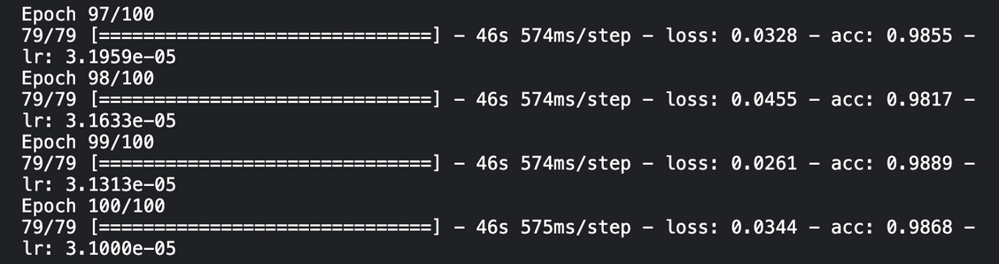 Epoch 97/100
79/79 [==============================] - 46s 574ms/step - loss: 0.0328 - acc: 0.9855 -
lr: 3.1959e-05
Epoch 98/100
79/79 [==============================] - 46s 574ms/step - loss: 0.0455 - acc: 0.9817 -
lr: 3.1633e-05
Epoch 99/100
79/79 [==============================] - 46s 574ms/step - loss: 0.0261 - acc: 0.9889 -
lr: 3.1313e-05
Epoch 100/100
79/79 [==============================] - 46s 575ms/step - loss: 0.0344 - acc: 0.9868 -
lr: 3.1000e-05